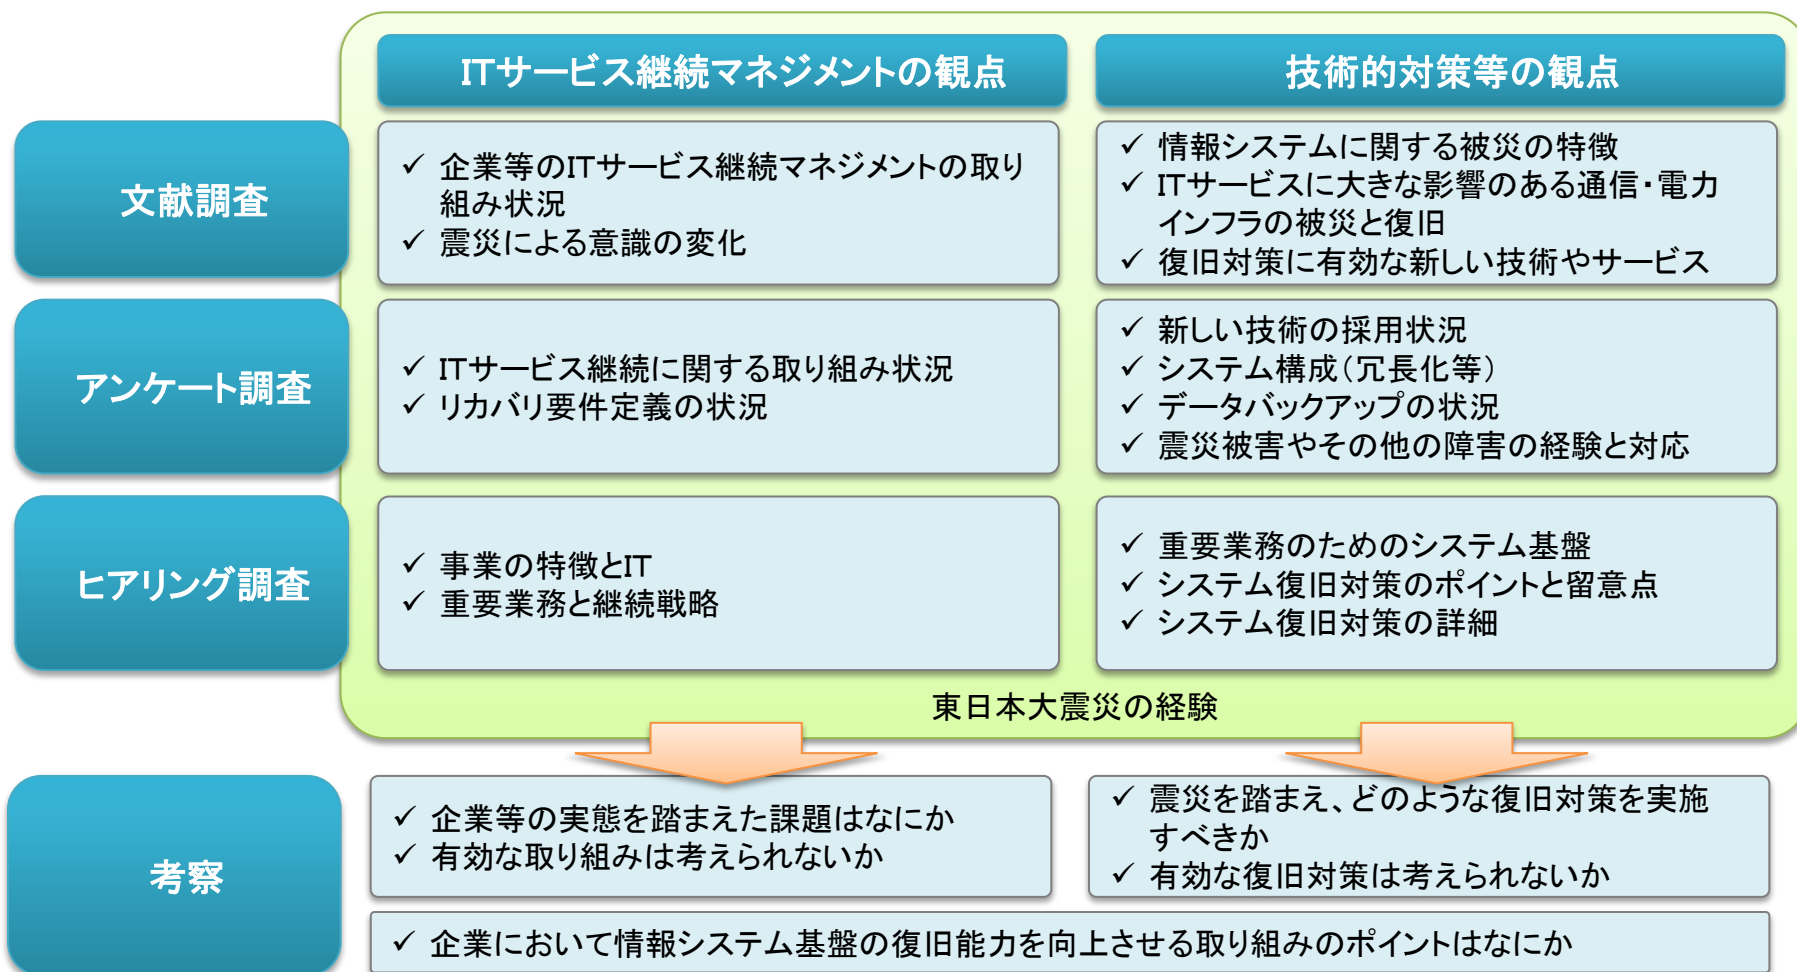 ITサービス継続マネジメントの観点
技術的対策等の観点
文献調査
✓ 企業等のITサービス継続マネジメントの取り
組み状況
✓ 震災による意識の変化
✓ 情報システムに関する被災の特徴
✓ ITサービスに大きな影響のある通信・電力
インフラの被災と復旧
✓ 復旧対策に有効な新しい技術やサービス
アンケート調査
✓ ITサービス継続に関する取り組み状況
✓ リカバリ要件定義の状況
✓ 新しい技術の採用状況
✓ システム構成（冗長化等）
✓ データバックアップの状況
✓ 震災被害やその他の障害の経験と対応
ヒアリング調査
✓ 事業の特徴とIT
✓ 重要業務と継続戦略
✓ 重要業務のためのシステム基盤
✓ システム復旧対策のポイントと留意点
✓ システム復旧対策の詳細
東日本大震災の経験
考察
✓ 企業等の実態を踏まえた課題はなにか
✓ 有効な取り組みは考えられないか
✓ 震災を踏まえ、どのような復旧対策を実施
すべきか
✓ 有効な復旧対策は考えられないか
✓ 企業において情報システム基盤の復旧能力を向上させる取り組みのポイントはなにか